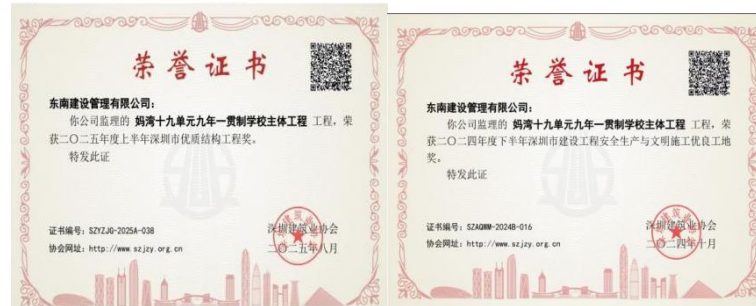 荣誉证书
东南建设管理有限公司：
你公司监理的 妈湾十九单元九年一贯制学校主体工程 工程，荣
获二〇二五年度上半年深圳市优质结构工程奖。
特发此证
证书编号：SZYZJG-2025A-038
深圳建筑业协会
协会网址：http://www.szjzy.org.cn
二〇二五年八月
荣誉证书
东南建设管理有限公司：
你公司监理的 妈湾十九单元九年一贯制学校主体工程 工程，荣
获二〇二四年度下半年深圳市建设工程安全生产与文明施工优良工地
奖。
特发此证
证书编号：SZAQWM-2024B-016
深圳建筑业协会
协会网址：http://www.szjzy.org.cn
二〇二四年十月